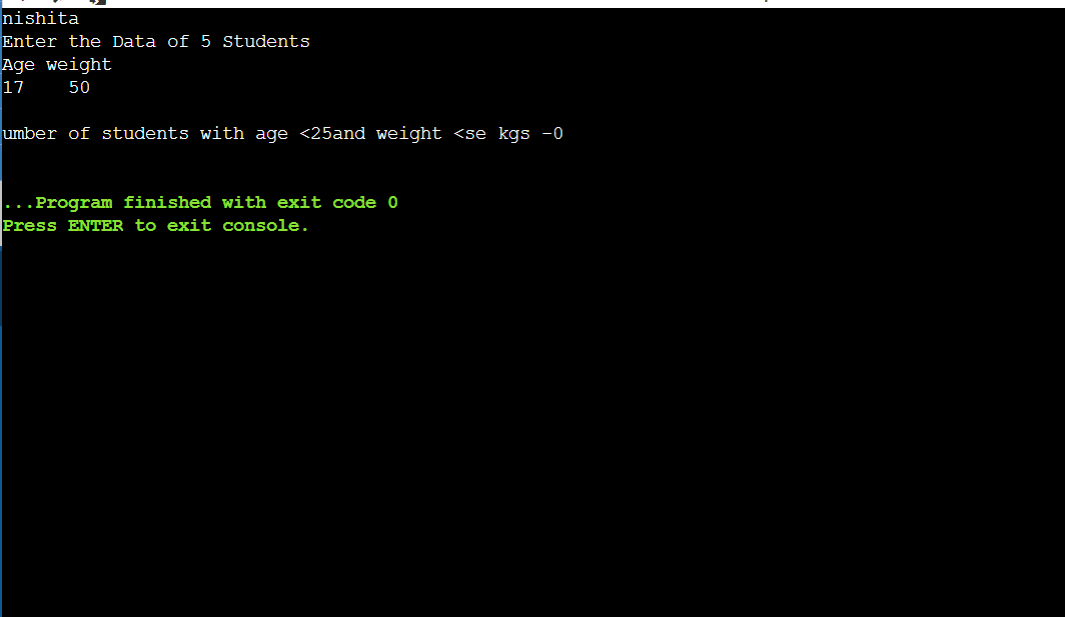 nishita
Enter the Data of 5 Students
Age weight
17    50
umber of students with age <25and weight <se kgs -0
...Program finished with exit code 0
Press ENTER to exit console.